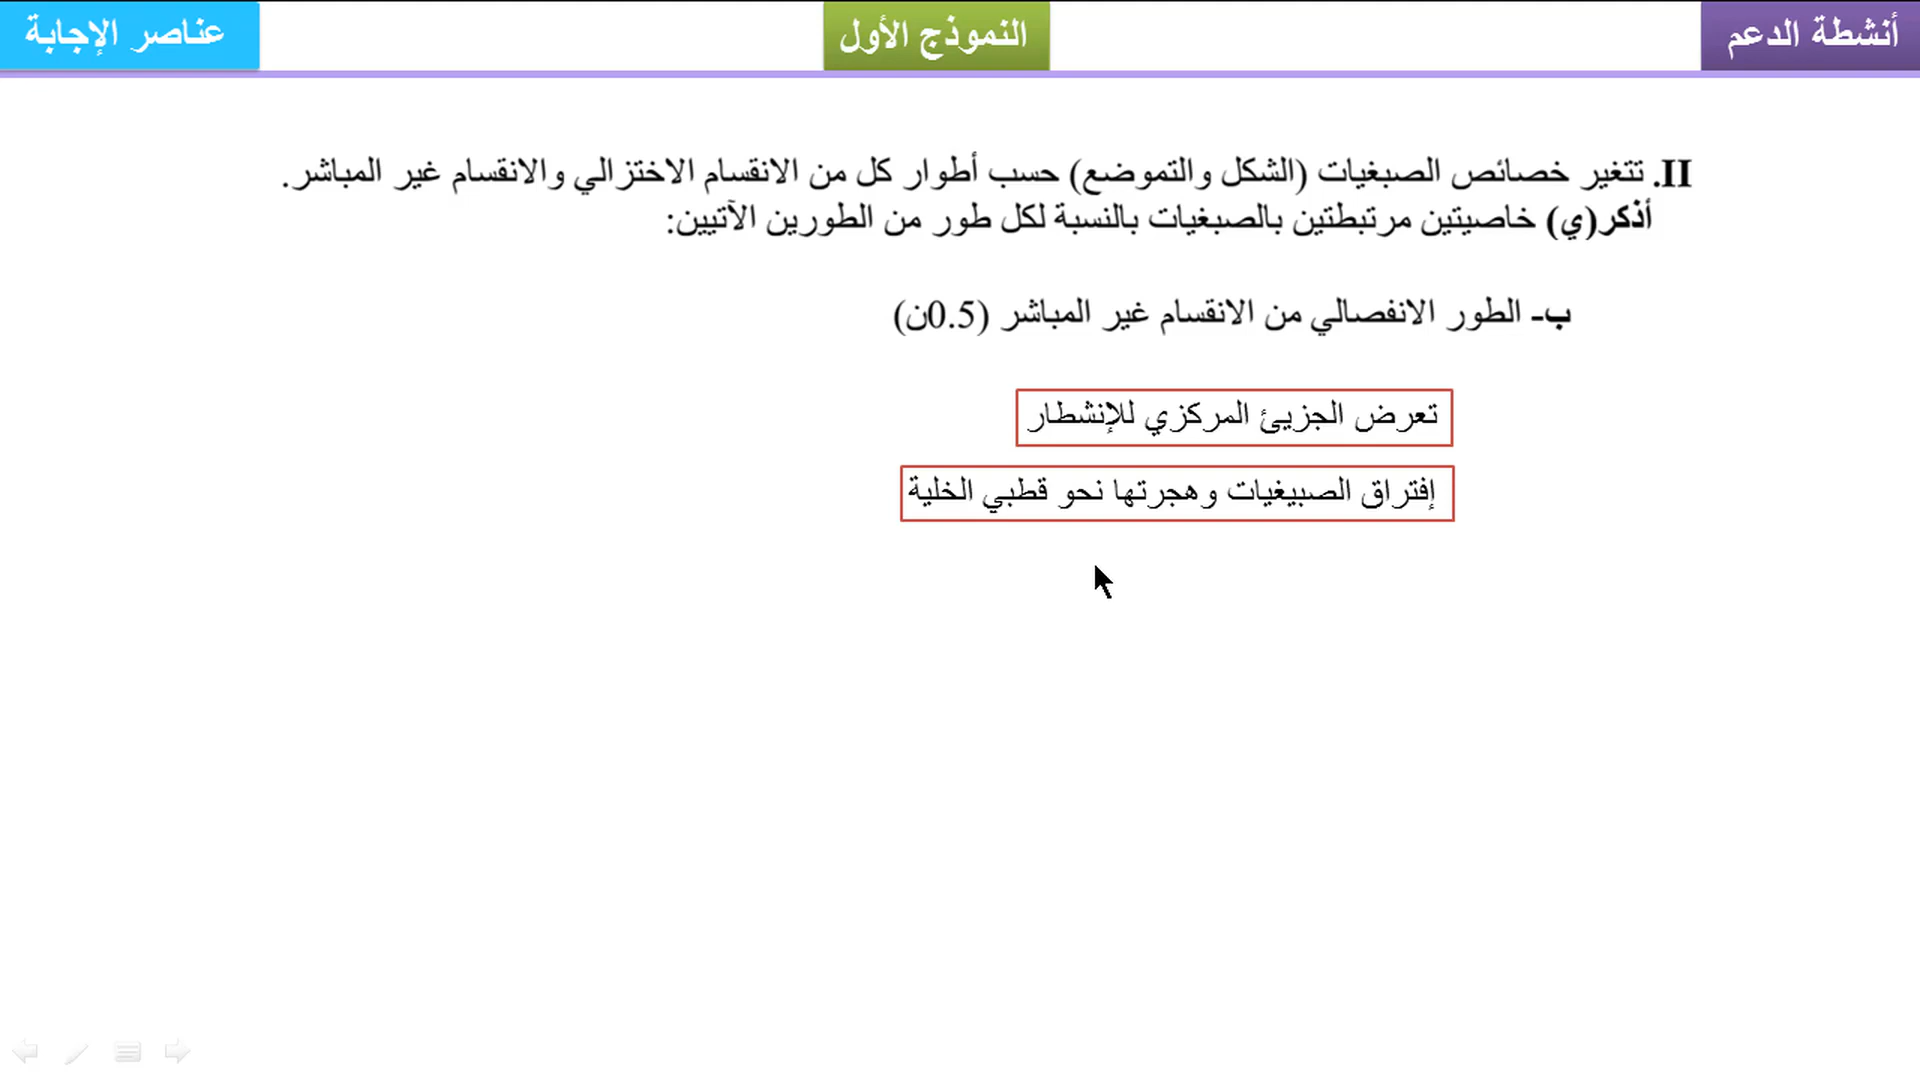 أنشطة الدعم
النموذج الأول
عناصر الإجابة
II. تتغير خصائص الصبغيات (الشكل والتموضع) حسب أطوار كل من الانقسام الاختزالي والانقسام غير المباشر.
أذكر(ي) خاصيتين مرتبطتين بالصبغيات بالنسبة لكل طور من الطورين الآتيين:
ب- الطور الانفصالي من الانقسام غير المباشر (0.5ن)
تعرض الجزيئ المركزي للإنشطار
إفتراق الصبيغيات وهجرتها نحو قطبي الخلية